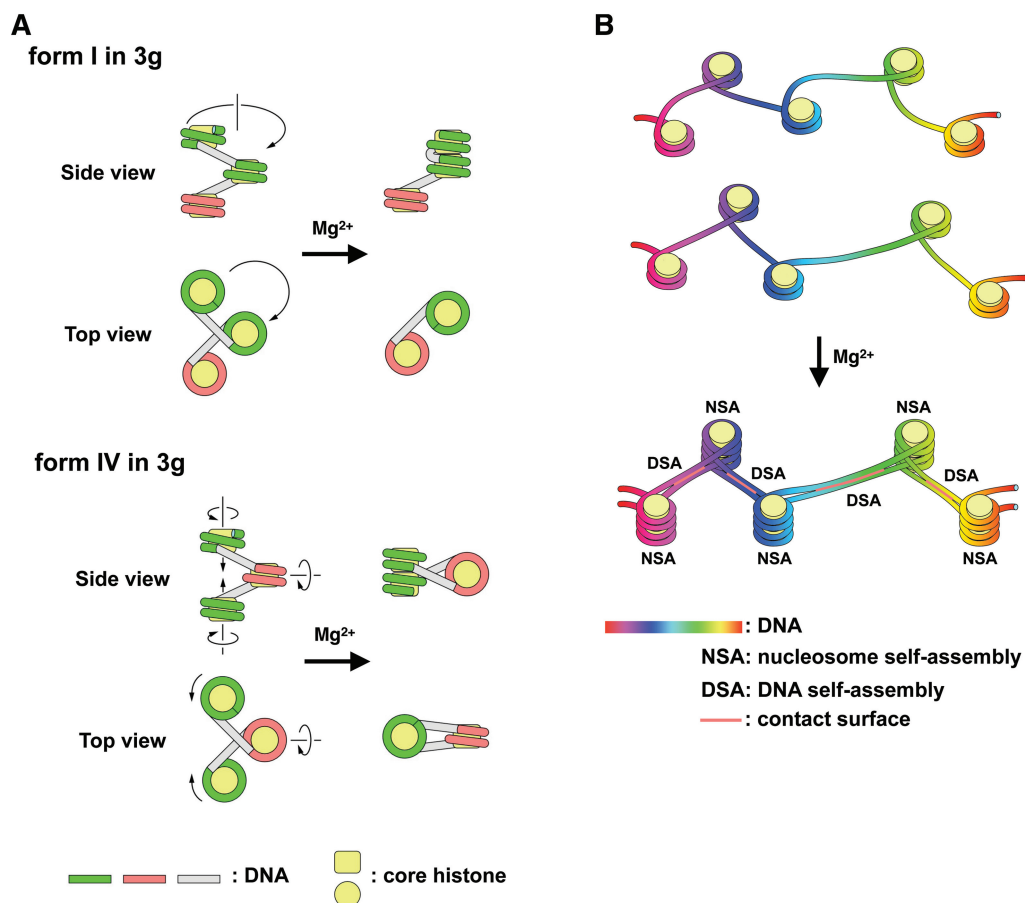 A
form I in 3g
Side view
Mg2+
Top view
form IV in 3g
Side view
Mg2+
Top view
: DNA
: core histone
B
Mg2+
NSA
NSA
DSA
DSA
DSA
DSA
NSA
NSA
NSA
: DNA
NSA: nucleosome self-assembly
DSA: DNA self-assembly
: contact surface